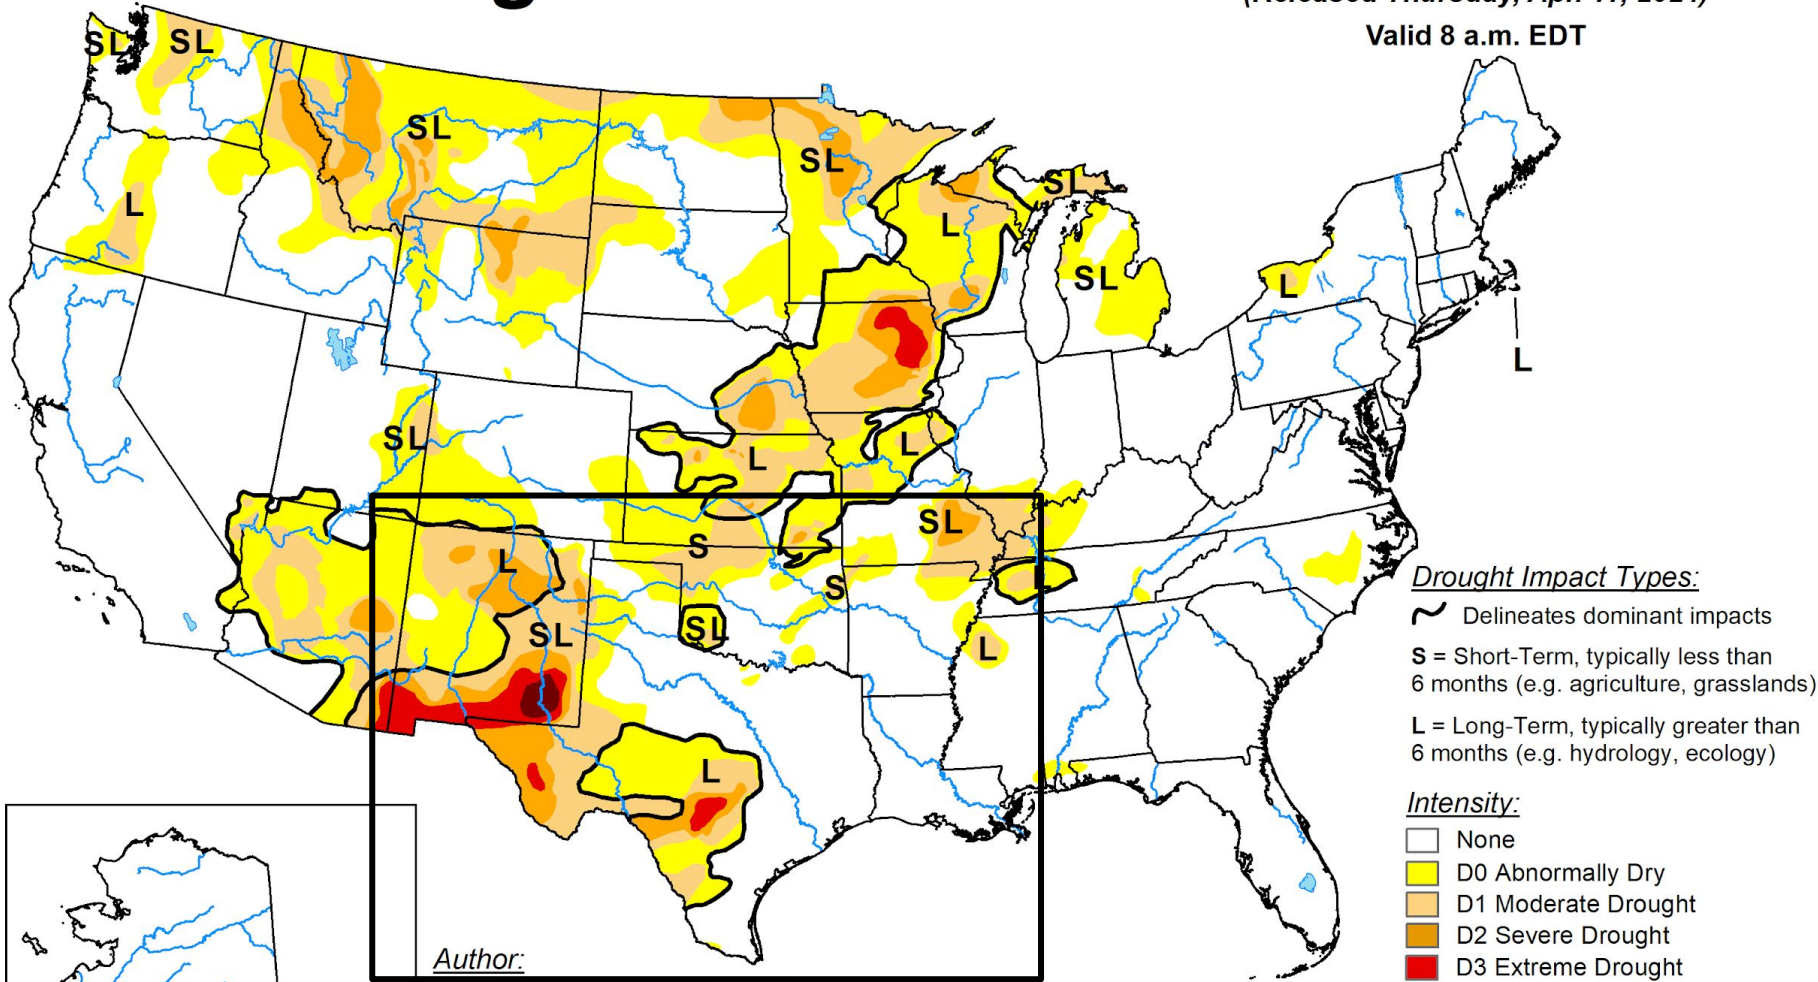 Valid 8 a.m. EDT
SL
SL
SL
L
SL
SL
L
SL
L
L
SL
L
L
SL
L
S
S
SL
L
SL
L
SL
L
L
Drought Impact Types:
Delineates dominant impacts
S = Short-Term, typically less than
6 months (e.g. agriculture, grasslands)
L = Long-Term, typically greater than
6 months (e.g. hydrology, ecology)
Intensity:
None
D0 Abnormally Dry
D1 Moderate Drought
D2 Severe Drought
D3 Extreme Drought
Author: